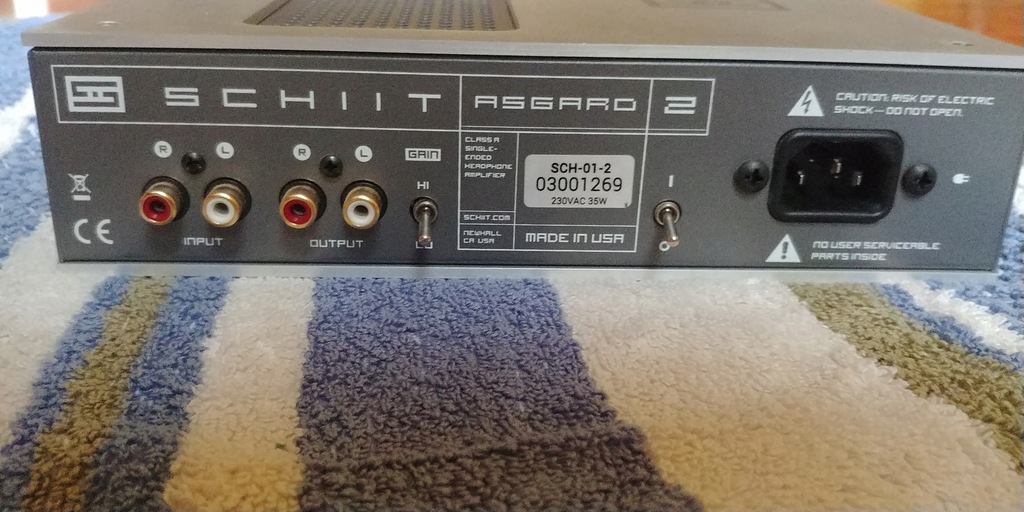 SCHIIT
ASGARD
2
CAUTION: RISK OF ELECTRIC
SHOCK—DO NOT OPEN.
R
L
R
L
GAIN
HI
LO
CLASS A
SINGLE-
ENDED
HEADPHONE
AMPLIFIER
SCH-01-2
03001269
230VAC 35W
I
O
CE
INPUT
OUTPUT
SCHIIT.COM
NEWHALL
CA USA
MADE IN USA
NO USER SERVICEABLE
PARTS INSIDE